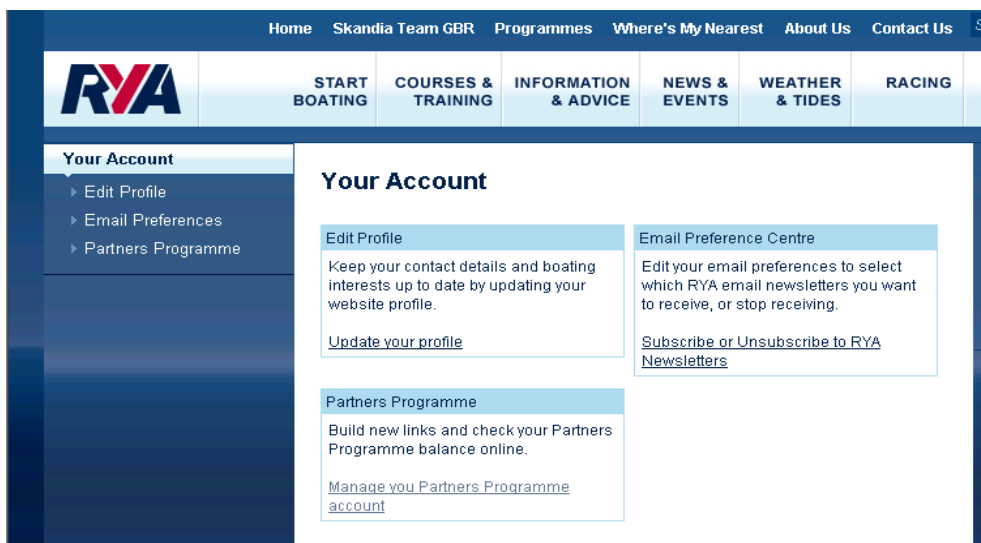 Home Skandia Team GBR Programmes Where's My Nearest About Us Contact Us S
RYA
START BOATING
COURSES & TRAINING
INFORMATION & ADVICE
NEWS & EVENTS
WEATHER & TIDES
RACING
Your Account
Edit Profile
Email Preferences
Partners Programme
Your Account
Edit Profile
Keep your contact details and boating
interests up to date by updating your
website profile.
Update your profile
Email Preference Centre
Edit your email preferences to select
which RYA email newsletters you want
to receive, or stop receiving.
Subscribe or Unsubscribe to RYA
Newsletters
Partners Programme
Build new links and check your Partners
Programme balance online.
Manage you Partners Programme
account